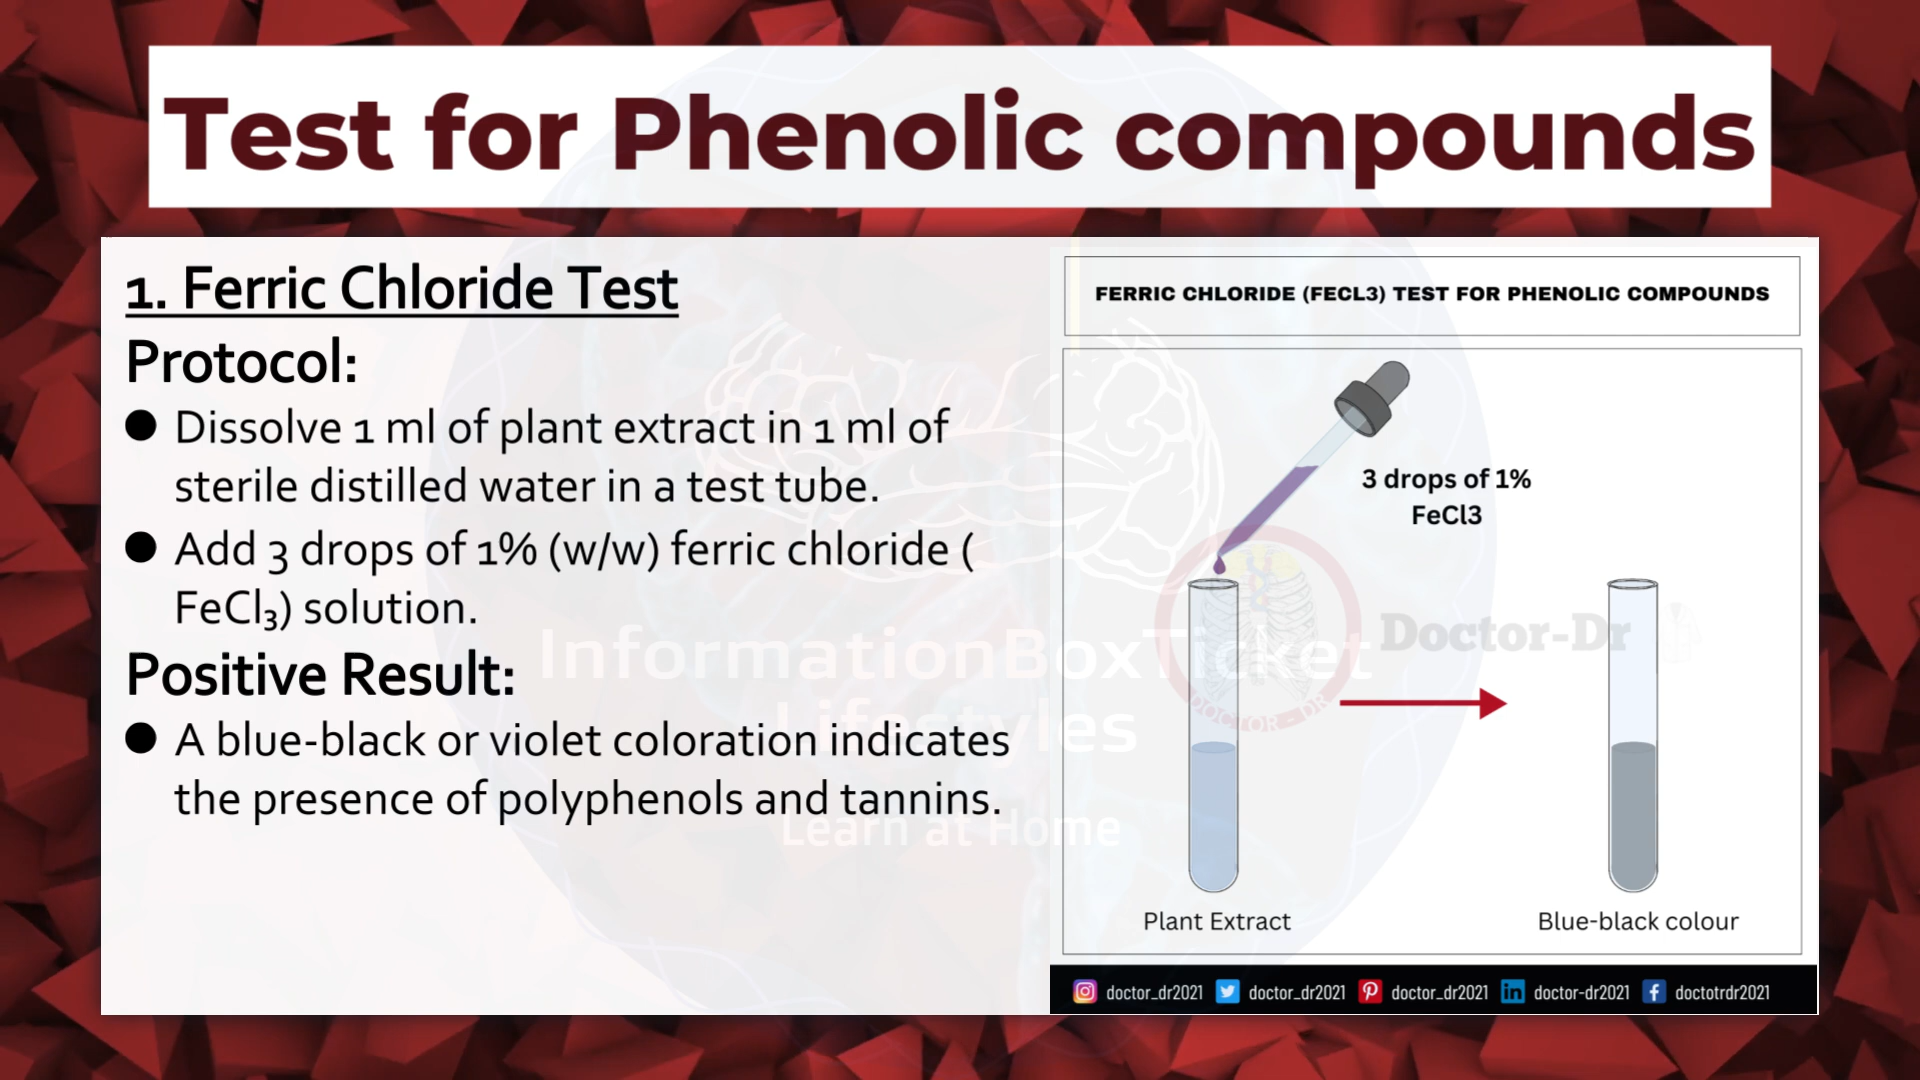 Test for Phenolic compounds
1. Ferric Chloride Test
Protocol:
● Dissolve 1 ml of plant extract in 1 ml of
sterile distilled water in a test tube.
● Add 3 drops of 1% (w/w) ferric chloride (
FeCl₃) solution.
Positive Result:
● A blue-black or violet coloration indicates
the presence of polyphenols and tannins.
FERRIC CHLORIDE (FECL3) TEST FOR PHENOLIC COMPOUNDS
3 drops of 1%
FeCl3
Doctor-Dr
DOCTOR - DR
Plant Extract
Blue-black colour
InformationBoxTicket
Lifestyles
Learn at Home
doctor_dr2021 doctor_dr2021 doctor_dr2021 in doctor-dr2021 doctotrdr2021